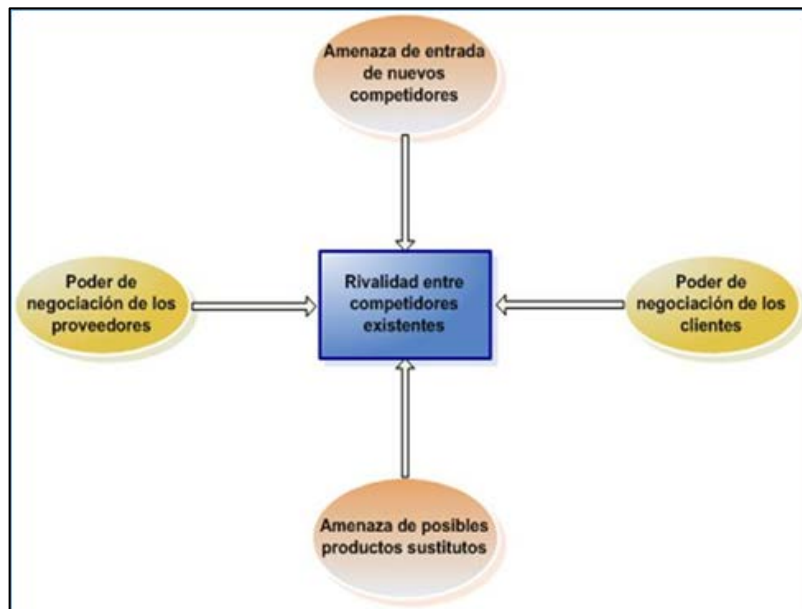 Amenaza de entrada
de nuevos
competidores
Poder de
negociación de los
proveedores
Rivalidad entre
competidores
existentes
Poder de
negociación de los
clientes
Amenaza de posibles
productos sustitutos